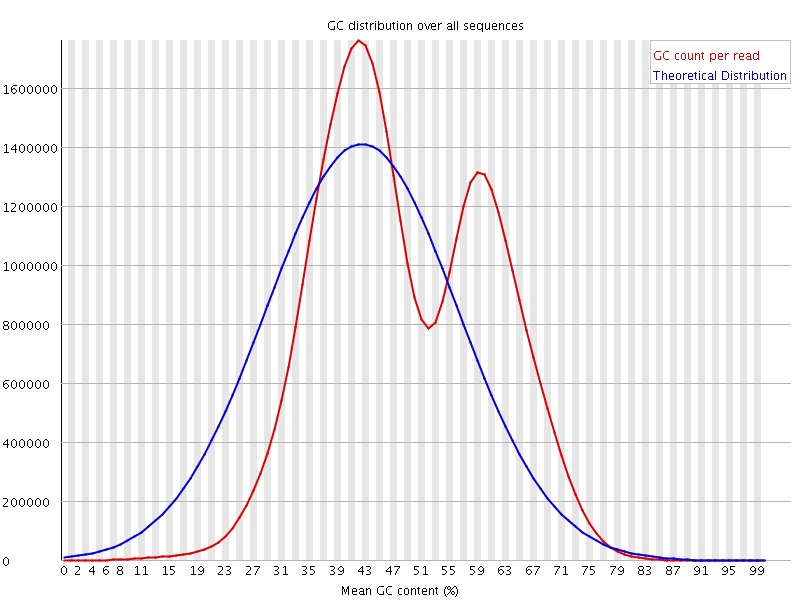 GC distribution over all sequences
GC count per read
Theoretical Distribution
1600000
1400000
1200000
1000000
800000
600000
400000
200000
0
0 2 4 6 8 11 15 19 23 27 31 35 39 43 47 51 55 59 63 67 71 75 79 83 87 91 95 99
Mean GC content (%)